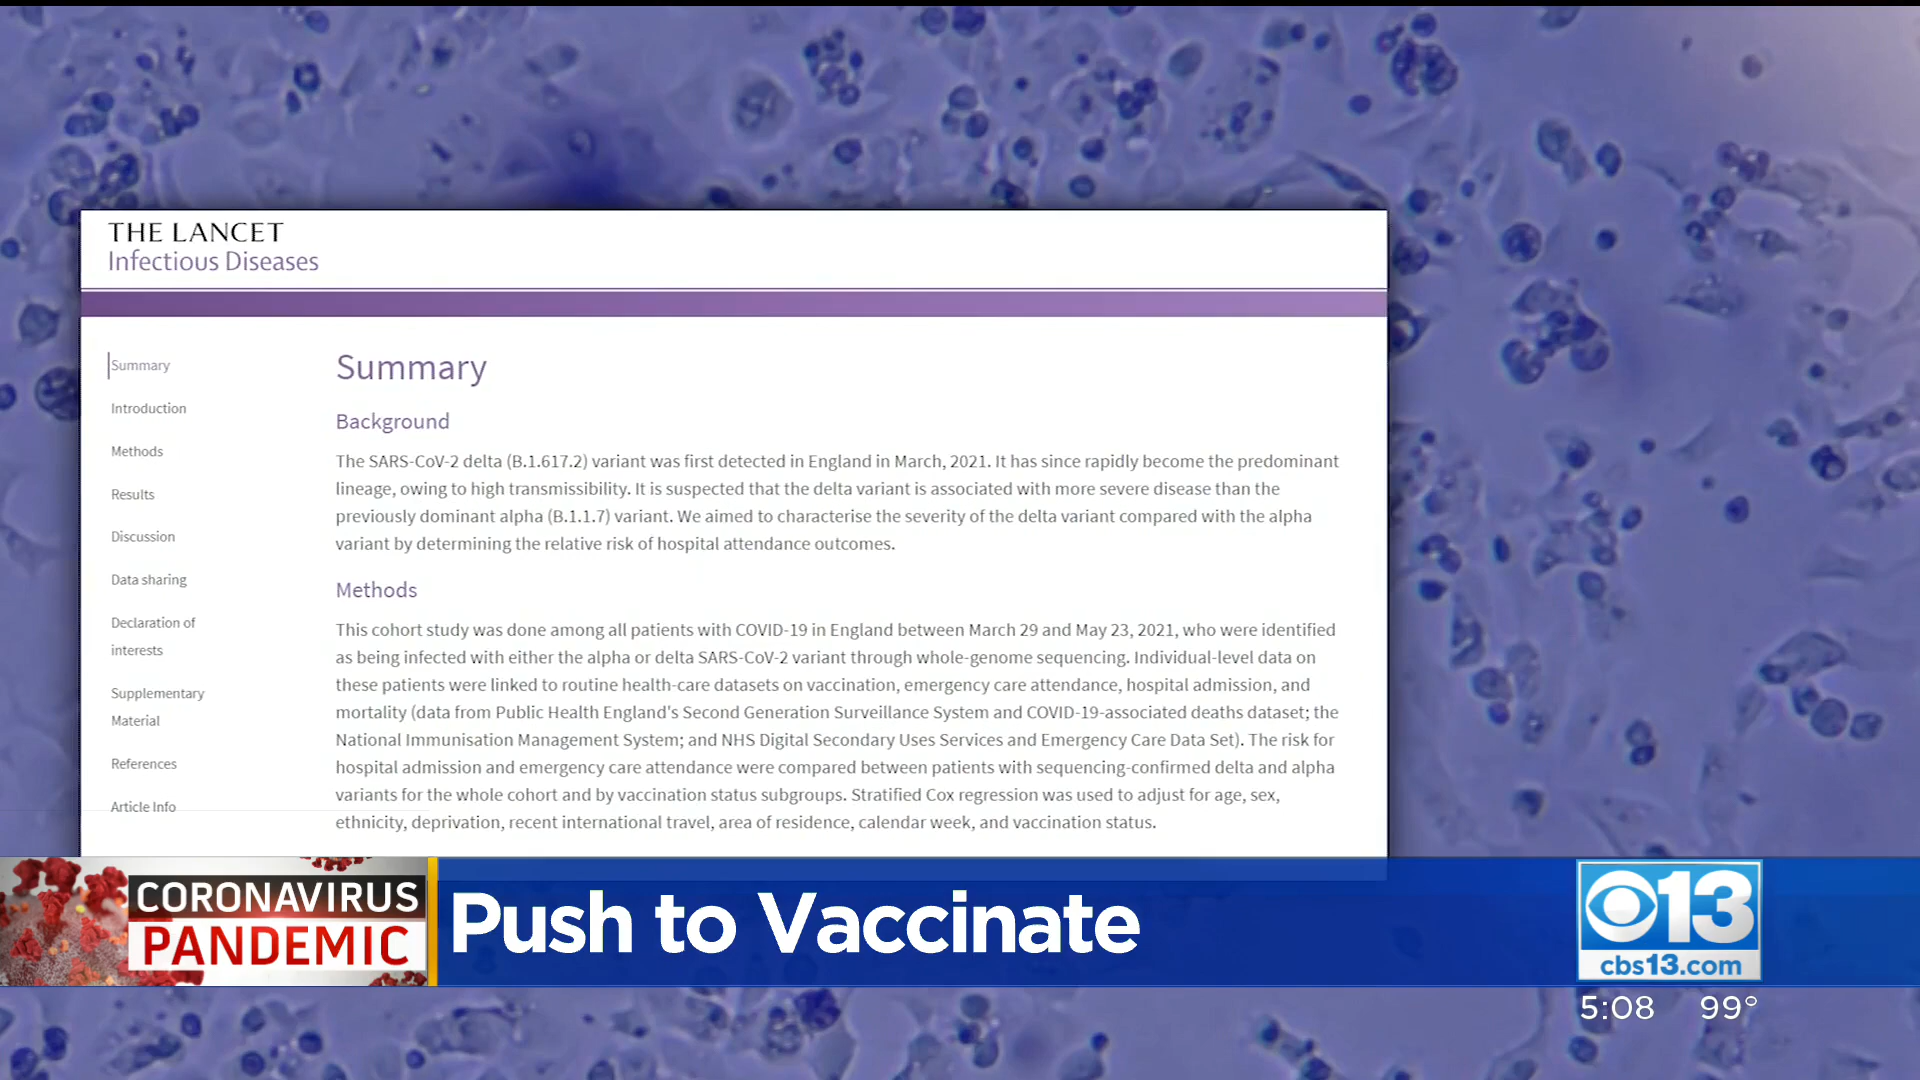 THE LANCET
Infectious Diseases
Summary
Introduction
Methods
Results
Discussion
Data sharing
Declaration of
interests
Supplementary
Material
References
Article Info
Summary
Background
The SARS-CoV-2 delta (B.1.617.2) variant was first detected in England in March, 2021. It has since rapidly become the predominant
lineage, owing to high transmissibility. It is suspected that the delta variant is associated with more severe disease than the
previously dominant alpha (B.1.1.7) variant. We aimed to characterise the severity of the delta variant compared with the alpha
variant by determining the relative risk of hospital attendance outcomes.
Methods
This cohort study was done among all patients with COVID-19 in England between March 29 and May 23, 2021, who were identified
as being infected with either the alpha or delta SARS-CoV-2 variant through whole-genome sequencing. Individual-level data on
these patients were linked to routine health-care datasets on vaccination, emergency care attendance, hospital admission, and
mortality (data from Public Health England's Second Generation Surveillance System and COVID-19-associated deaths dataset; the
National Immunisation Management System; and NHS Digital Secondary Uses Services and Emergency Care Data Set). The risk for
hospital admission and emergency care attendance were compared between patients with sequencing-confirmed delta and alpha
variants for the whole cohort and by vaccination status subgroups. Stratified Cox regression was used to adjust for age, sex,
ethnicity, deprivation, recent international travel, area of residence, calendar week, and vaccination status.
CORONAVIRUS
PANDEMIC
Push to Vaccinate
13
cbs13.com
5:08 99°